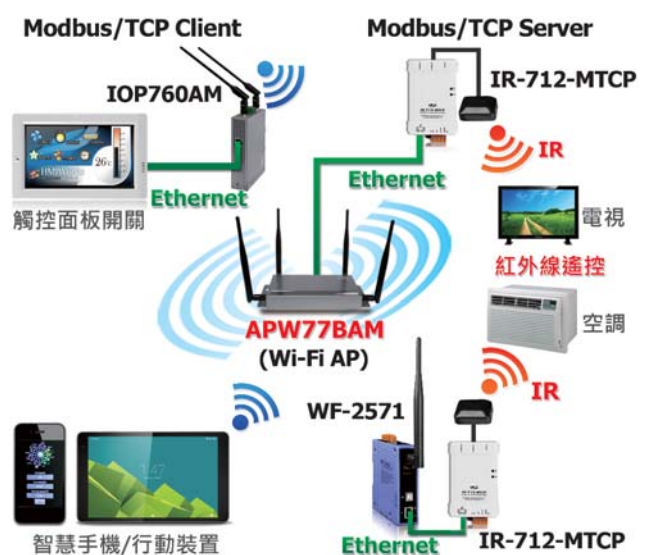 Modbus/TCP Client
Modbus/TCP Server
IOP760AM
IR-712-MTCP
26°C
Ethernet
觸控面板開關
Ethernet
IR
電視
紅外線遙控
空調
APW77BAM
(Wi-Fi AP)
IR
WF-2571
智慧手機/行動裝置
Ethernet
IR-712-MTCP